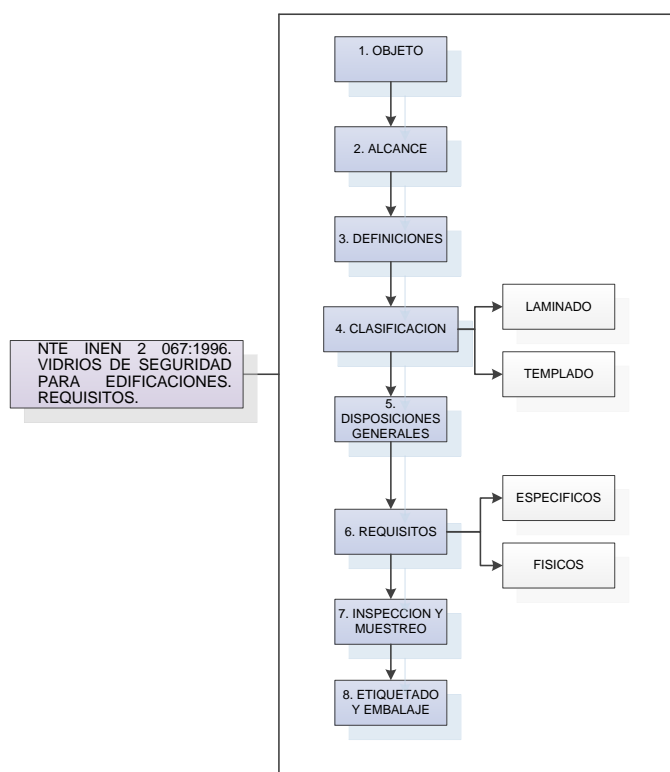 NTE INEN 2 067:1996.
VIDRIOS DE SEGURIDAD
PARA EDIFICACIONES.
REQUISITOS.
1. OBJETO
2. ALCANCE
3. DEFINICIONES
4. CLASIFICACION
LAMINADO
TEMPLADO
5.
DISPOSICIONES
GENERALES
6. REQUISITOS
ESPECIFICOS
FISICOS
7. INSPECCION Y
MUESTREO
8. ETIQUETADO
Y EMBALAJE